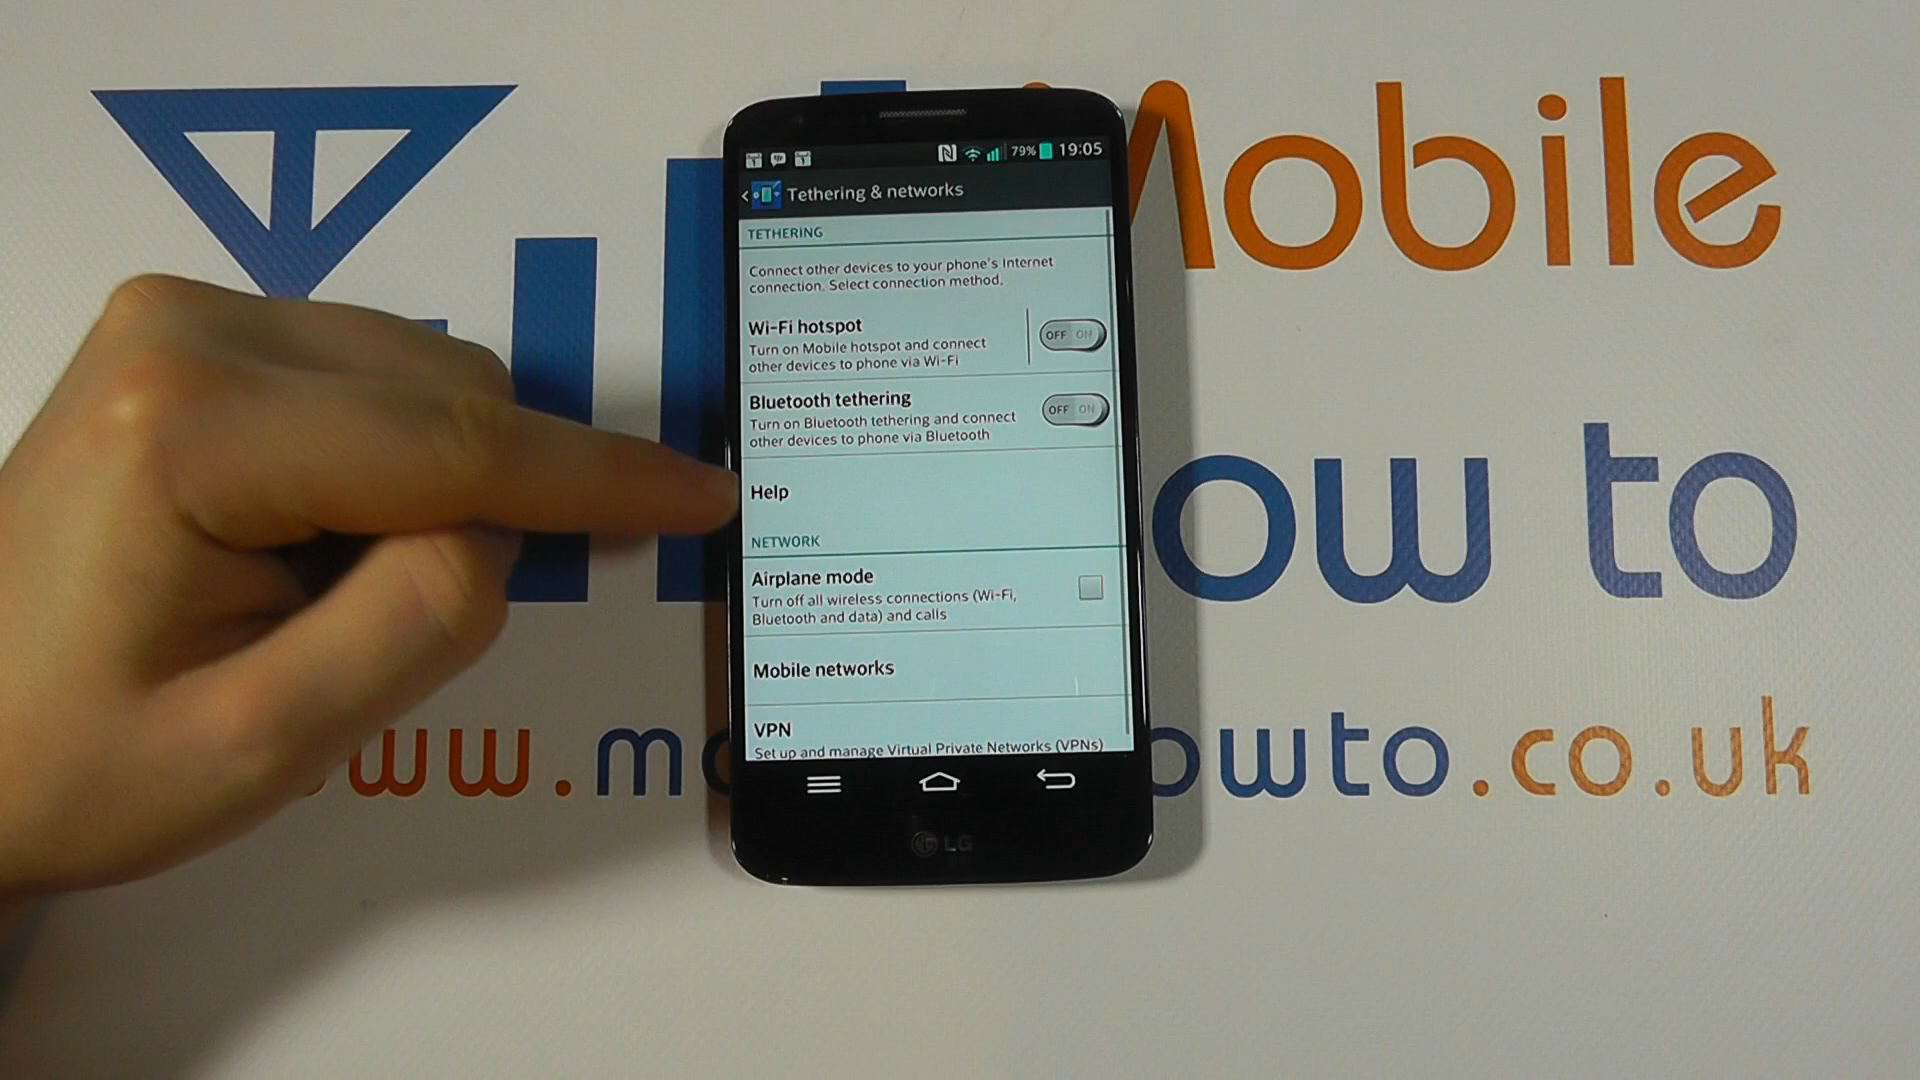 Mobile
ow to
ww.mo owto.co.uk
79% 19:05
Tethering & networks
TETHERING
Connect other devices to your phone's Internet
connection. Select connection method.
Wi-Fi hotspot
Turn on Mobile hotspot and connect
other devices to phone via Wi-Fi
OFF ON
Bluetooth tethering
Turn on Bluetooth tethering and connect
other devices to phone via Bluetooth
OFF ON
Help
NETWORK
Airplane mode
Turn off all wireless connections (Wi-Fi,
Bluetooth and data) and calls
Mobile networks
VPN
Set up and manage Virtual Private Networks (VPNs)
LG